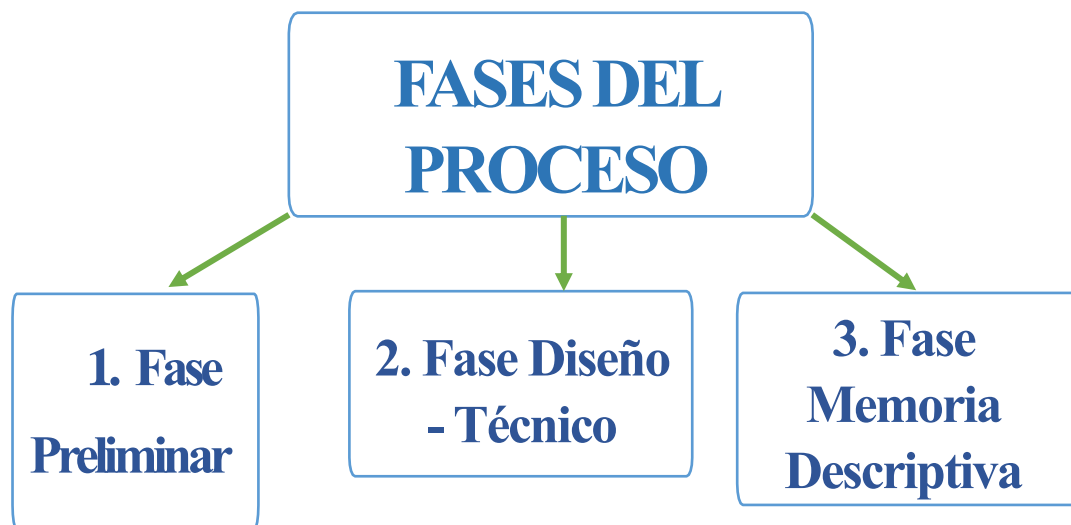 FASES DEL
PROCESO
1. Fase
Preliminar
2. Fase Diseño
- Técnico
3. Fase
Memoria
Descriptiva